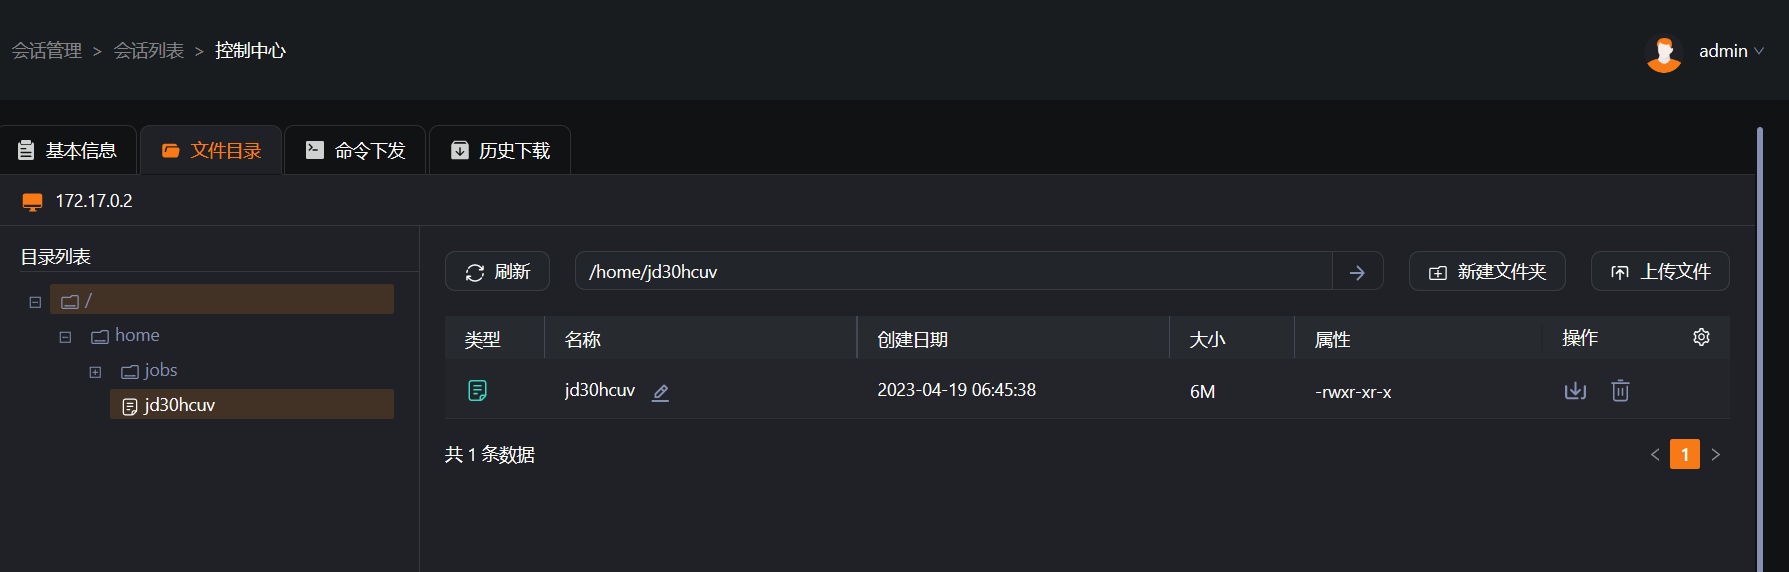 会话管理 > 会话列表 > 控制中心
admin
基本信息 文件目录 命令下发 历史下载
172.17.0.2
目录列表
/
home
jobs
jd30hcuv
刷新 /home/jd30hcuv 新建文件夹 上传文件
类型 名称 创建日期 大小 属性 操作
jd30hcuv 2023-04-19 06:45:38 6M -rwxr-xr-x
共 1 条数据
< 1 >